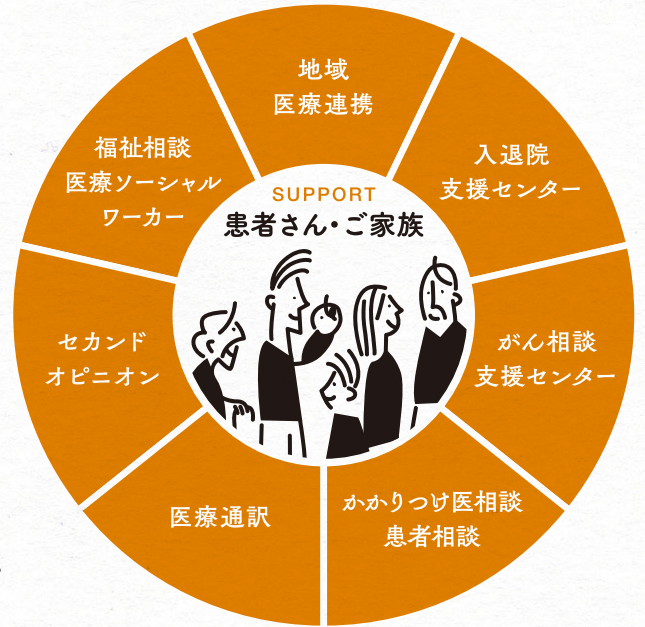 地域
医療連携
入退院
支援センター
がん相談
支援センター
かかりつけ医相談
患者相談
医療通訳
セカンド
オピニオン
福祉相談
医療ソーシャル
ワーカー
SUPPORT
患者さん・ご家族